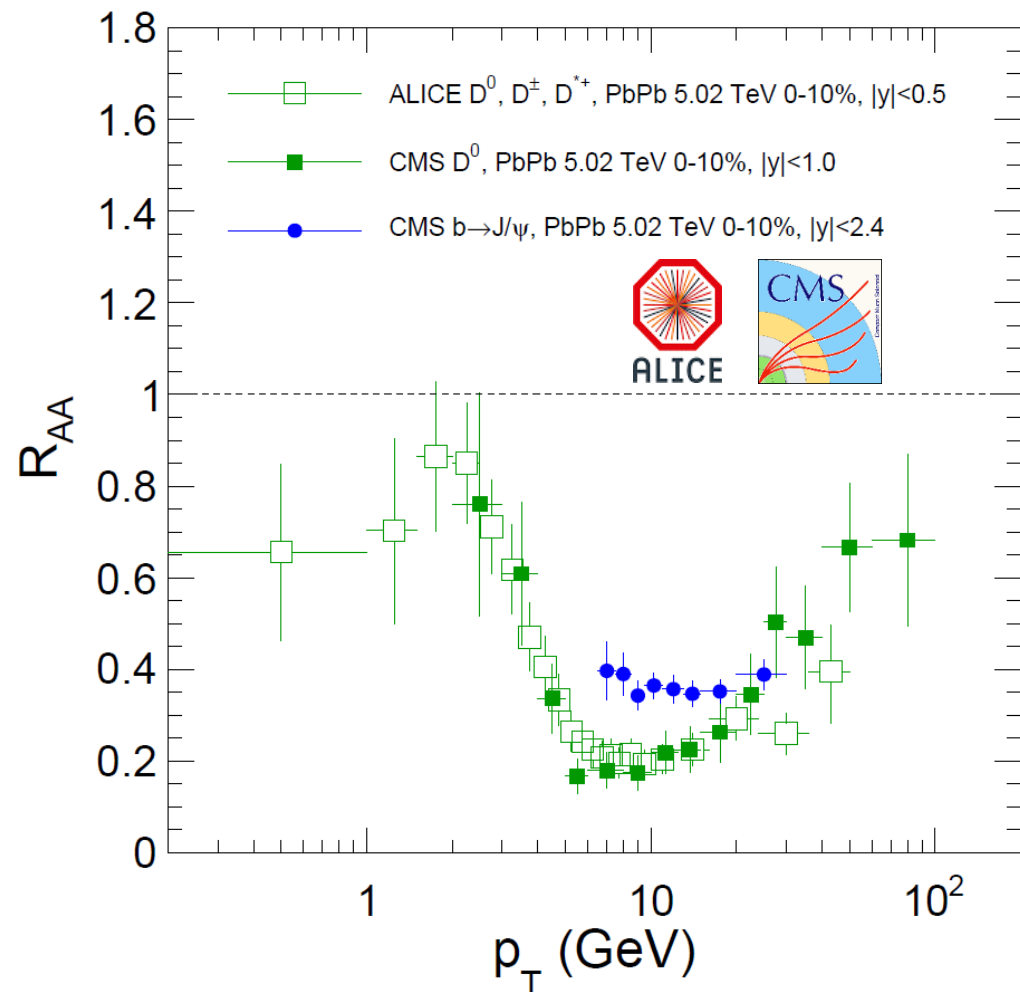 1.8
1.6
1.4
1.2
1
0.8
0.6
0.4
0.2
0
R_AA
ALICE D⁰, D^±, D^*+, PbPb 5.02 TeV 0-10%, |y|<0.5
CMS D⁰, PbPb 5.02 TeV 0-10%, |y|<1.0
CMS b→J/ψ, PbPb 5.02 TeV 0-10%, |y|<2.4
ALICE
CMS
1
10
10²
p_T (GeV)